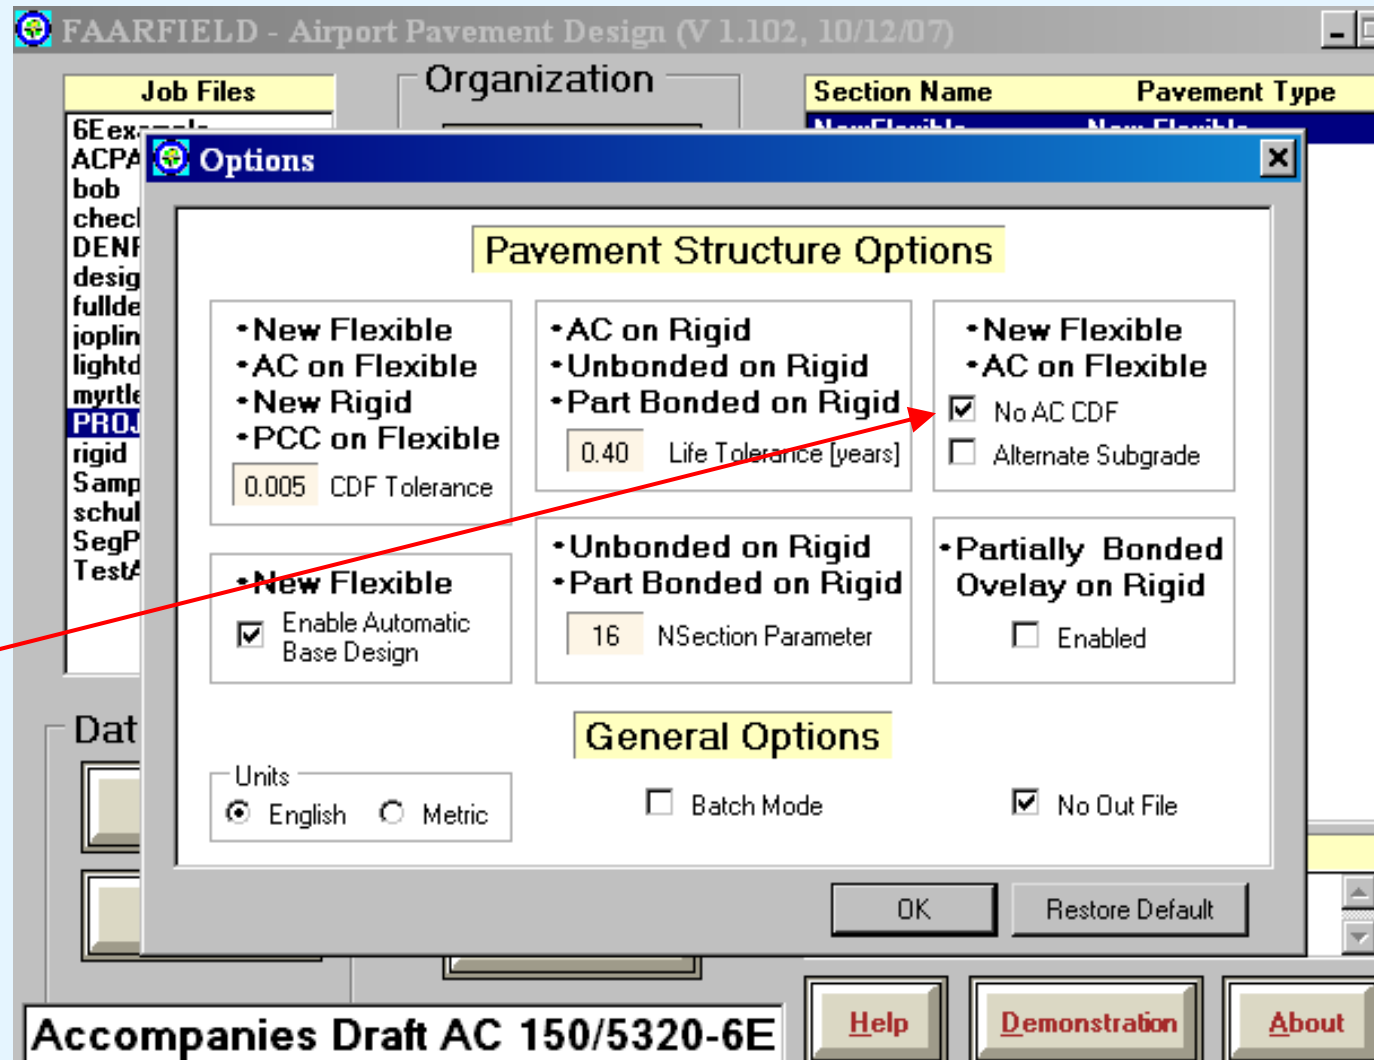 FAARFIELD - Airport Pavement Design (V 1.102, 10/12/07)
Job Files
Organization
Section Name Pavement Type
NewFlexible New Flexible
6Eexample
ACPA
bob
desig
fullde
joplin
lightd
myrtle
PROJ
rigid
Samp
schul
SegP
TestA
Options
Pavement Structure Options
•New Flexible
•AC on Flexible
•New Rigid
•PCC on Flexible
0.005 CDF Tolerance
•AC on Rigid
•Unbonded on Rigid
•Part Bonded on Rigid
0.40 Life Tolerance [years]
•New Flexible
•AC on Flexible
No AC CDF
Alternate Subgrade
•New Flexible
Enable Automatic
Base Design
•Unbonded on Rigid
•Part Bonded on Rigid
16 NSection Parameter
•Partially Bonded
Ovelay on Rigid
Enabled
General Options
Units
English Metric
Batch Mode
No Out File
OK Restore Default
Dat
Help Demonstration About
Accompanies Draft AC 150/5320-6E